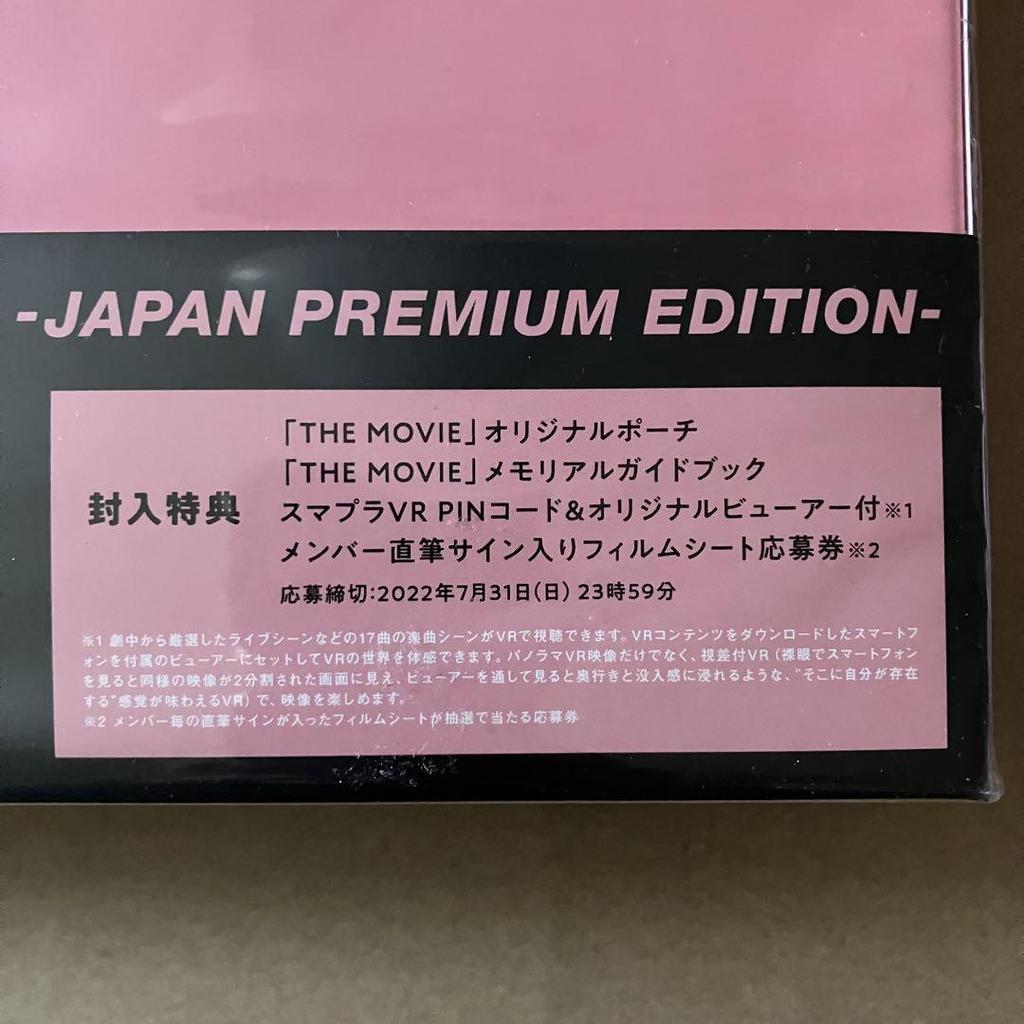 -JAPAN PREMIUM EDITION-
封入特典
「THE MOVIE」オリジナルポーチ
「THE MOVIE」メモリアルガイドブック
スマプラVR PINコード&オリジナルビューアー付※1
メンバー直筆サイン入りフィルムシート応募券※2
応募締切:2022年7月31日(日) 23時59分
※1 劇中から厳選したライブシーンなどの17曲の楽曲シーンがVRで視聴できます。VRコンテンツをダウンロードしたスマートフ
ォンを付属のビューアーにセットしてVRの世界を体感できます。パノラマVR映像だけでなく、視差付VR(裸眼でスマートフォン
を見ると同様の映像が2分割された画面に見え、ビューアーを通して見ると奥行きと没入感に浸れるような、"そこに自分が存在
する"感覚が味わえるVR)で、映像を楽しめます。
※2 メンバー毎の直筆サインが入ったフィルムシートが抽選で当たる応募券